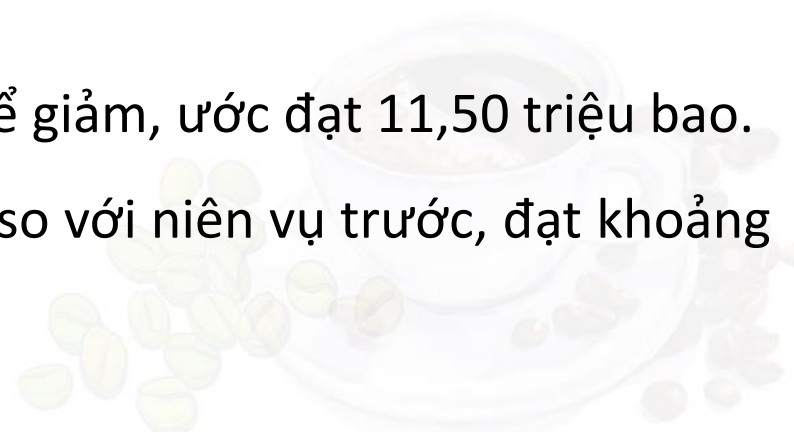 ể giảm, ước đạt 11,50 triệu bao.
so với niên vụ trước, đạt khoảng